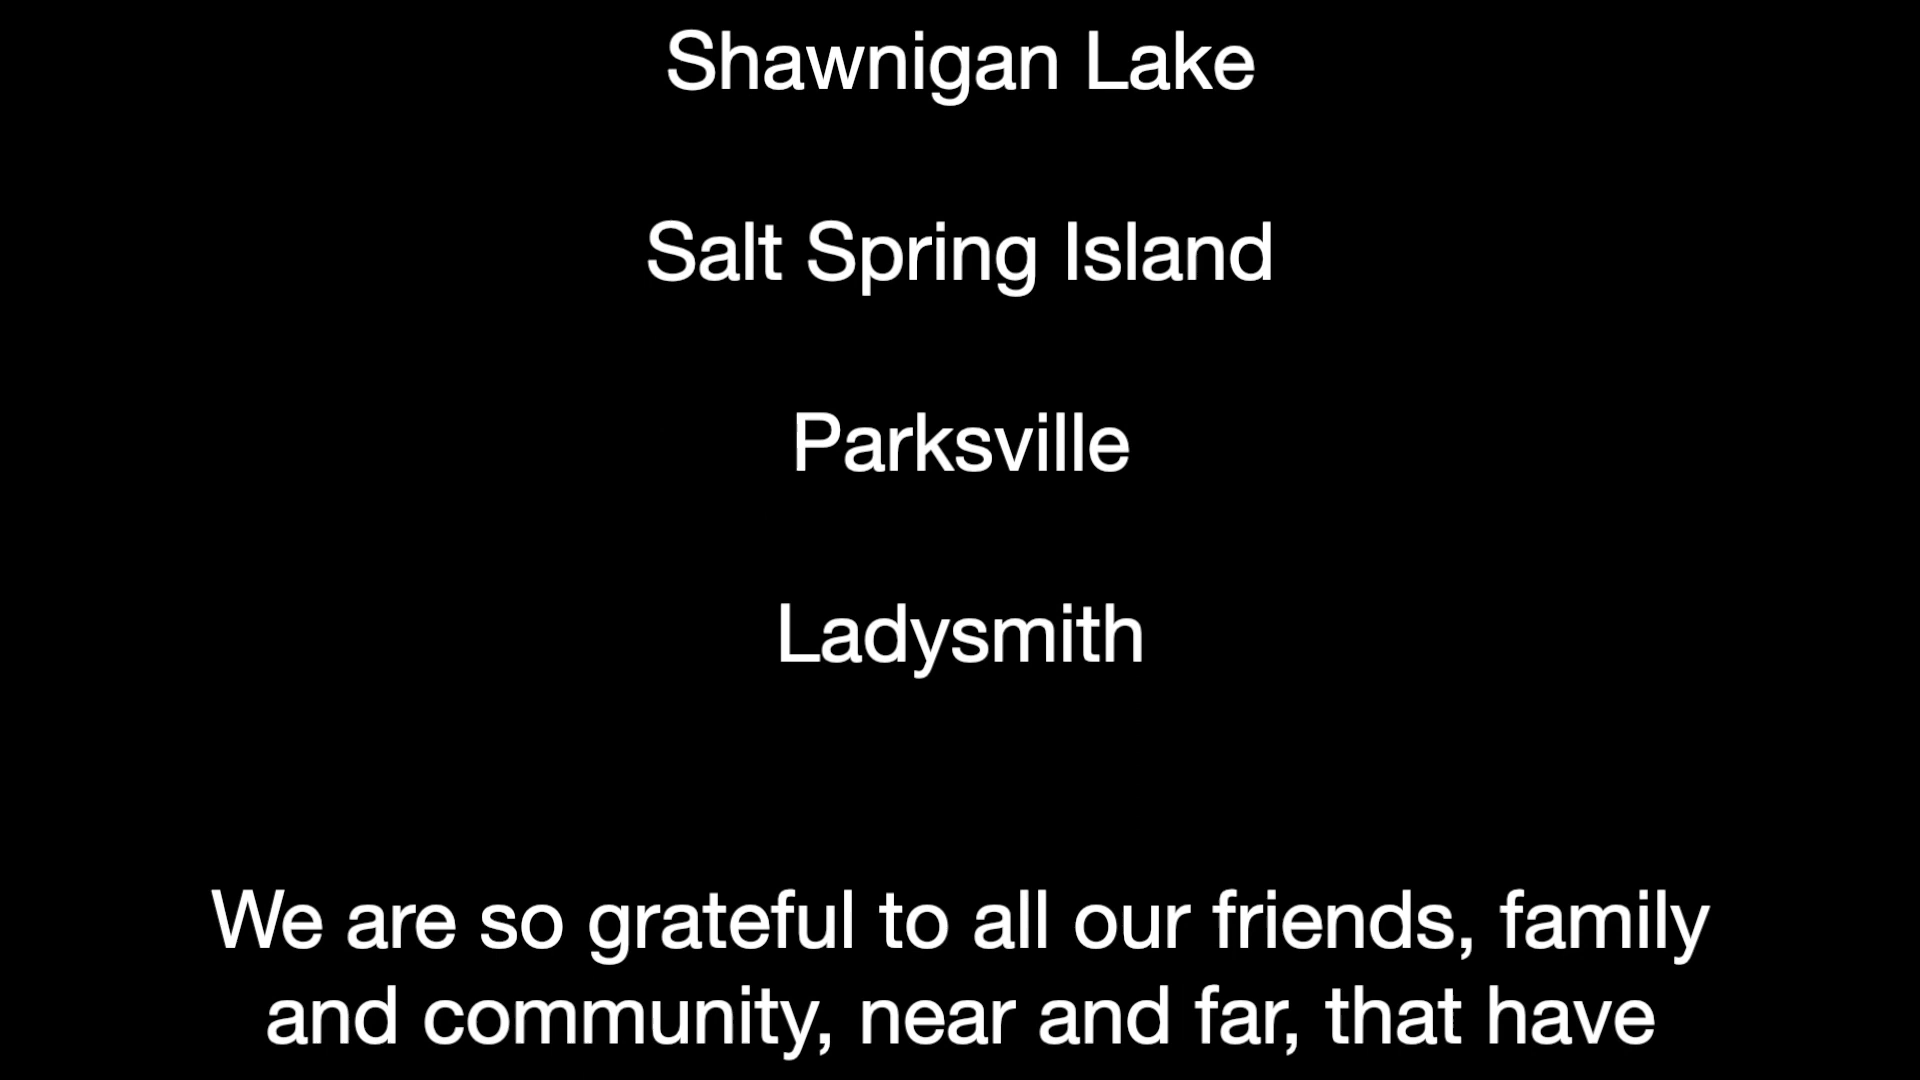 Shawnigan Lake
Salt Spring Island
Parksville
Ladysmith
We are so grateful to all our friends, family
and community, near and far, that have